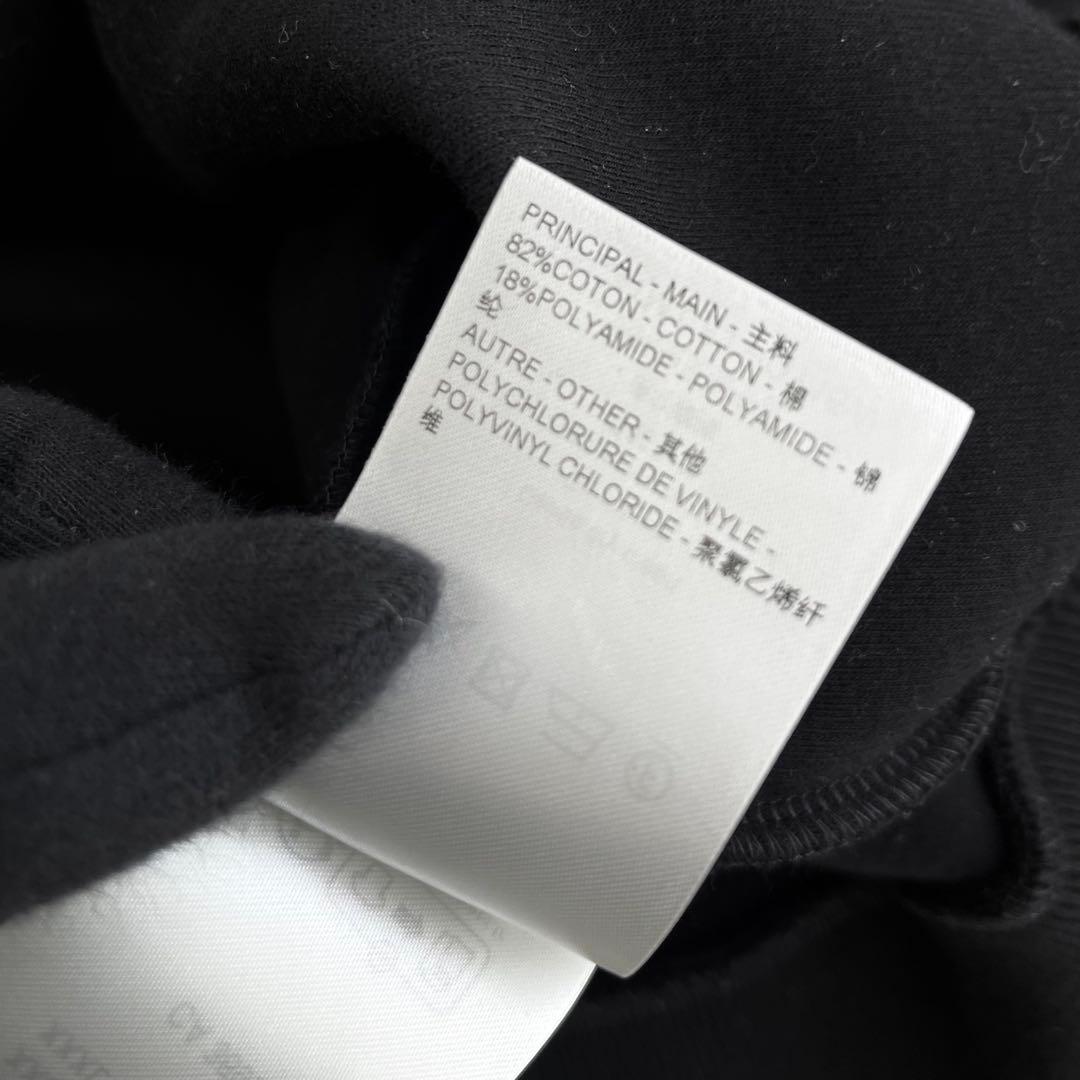 PRINCIPAL - MAIN - 主料
82%COTON - COTTON - 棉
18%POLYAMIDE - POLYAMIDE - 锦
纶
AUTRE - OTHER - 其他
POLYCHLORURE DE VINYLE -
POLYVINYL CHLORIDE - 聚氯乙烯纤
维